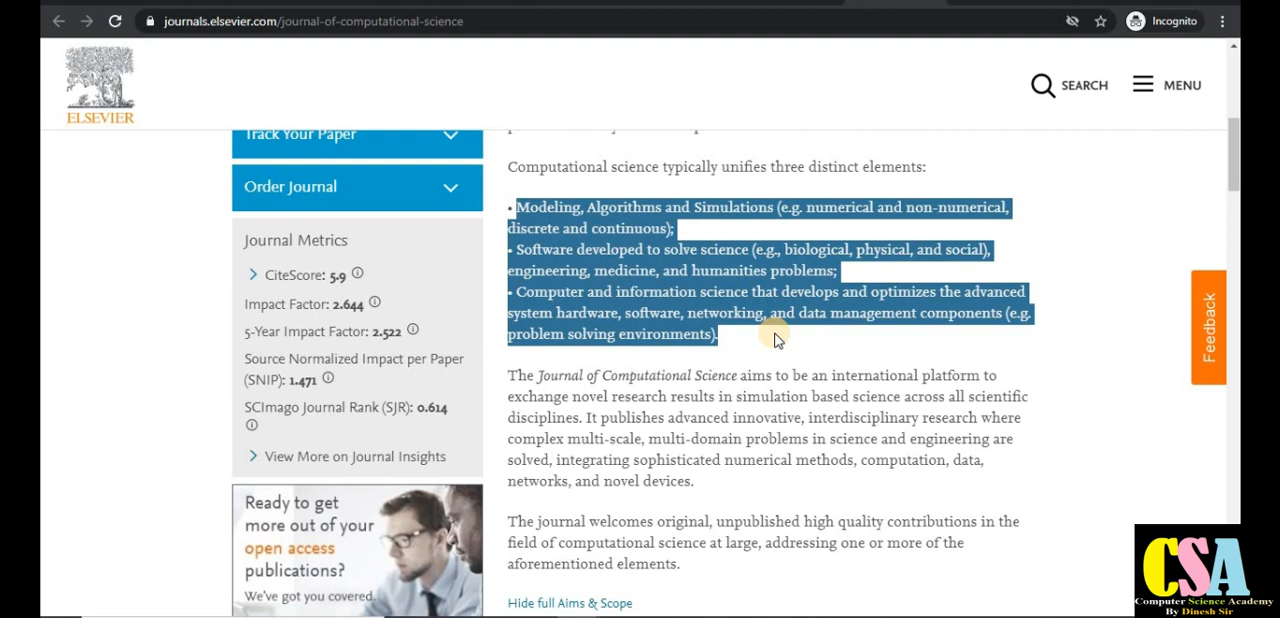 journals.elsevier.com/journal-of-computational-science
Incognito
ELSEVIER
SEARCH
MENU
Track Your Paper
Order Journal
Journal Metrics
CiteScore: 5.9
Impact Factor: 2.644
5-Year Impact Factor: 2.522
Source Normalized Impact per Paper
(SNIP): 1.471
SCImago Journal Rank (SJR): 0.614
View More on Journal Insights
Ready to get
more out of your
open access
publications?
We've got you covered.
Computational science typically unifies three distinct elements:
• Modeling, Algorithms and Simulations (e.g. numerical and non-numerical,
discrete and continuous);
• Software developed to solve science (e.g., biological, physical, and social),
engineering, medicine, and humanities problems;
• Computer and information science that develops and optimizes the advanced
system hardware, software, networking, and data management components (e.g.
problem solving environments).
The Journal of Computational Science aims to be an international platform to
exchange novel research results in simulation based science across all scientific
disciplines. It publishes advanced innovative, interdisciplinary research where
complex multi-scale, multi-domain problems in science and engineering are
solved, integrating sophisticated numerical methods, computation, data,
networks, and novel devices.
The journal welcomes original, unpublished high quality contributions in the
field of computational science at large, addressing one or more of the
aforementioned elements.
Hide full Aims & Scope
Feedback
CSA
Computer Science Academy
By Dinesh Sir